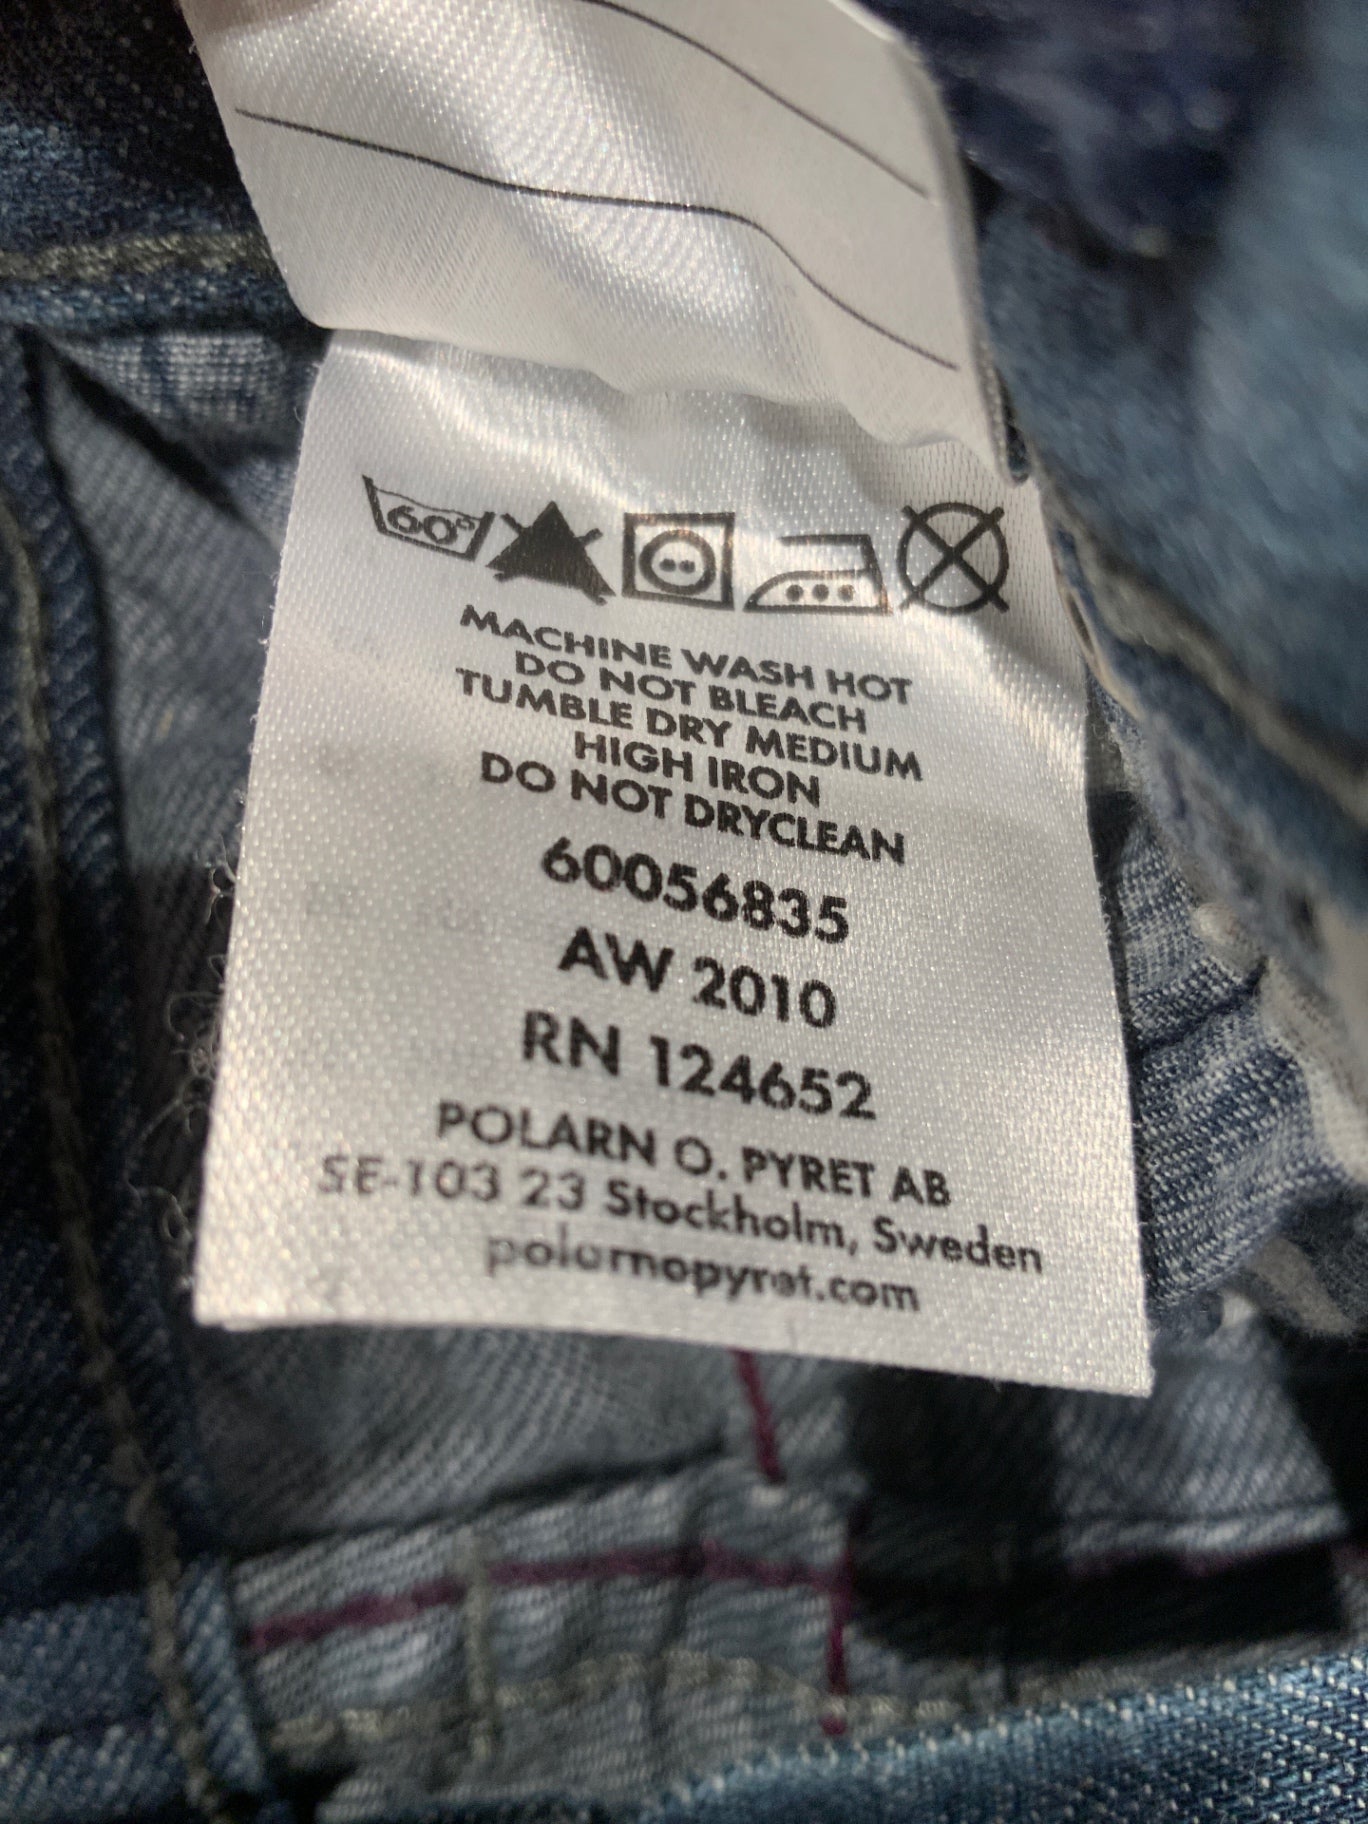 60°
MACHINE WASH HOT
DO NOT BLEACH
TUMBLE DRY MEDIUM
HIGH IRON
DO NOT DRYCLEAN
60056835
AW 2010
RN 124652
POLARN O. PYRET AB
SE-103 23 Stockholm, Sweden
polarnopyret.com